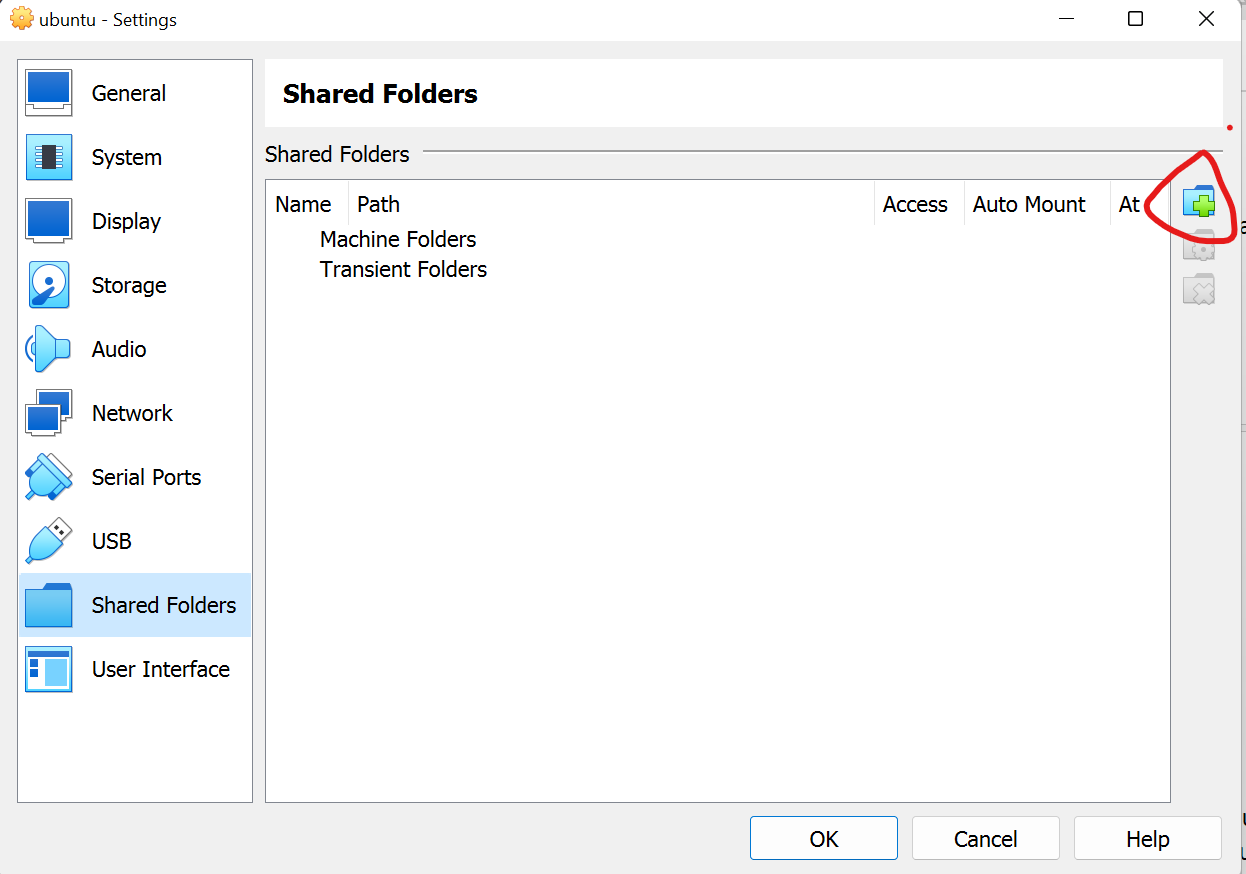 ubuntu - Settings
General
System
Display
Storage
Audio
Network
Serial Ports
USB
Shared Folders
User Interface
Shared Folders
Shared Folders
Name Path Access Auto Mount At
Machine Folders
Transient Folders
OK Cancel Help